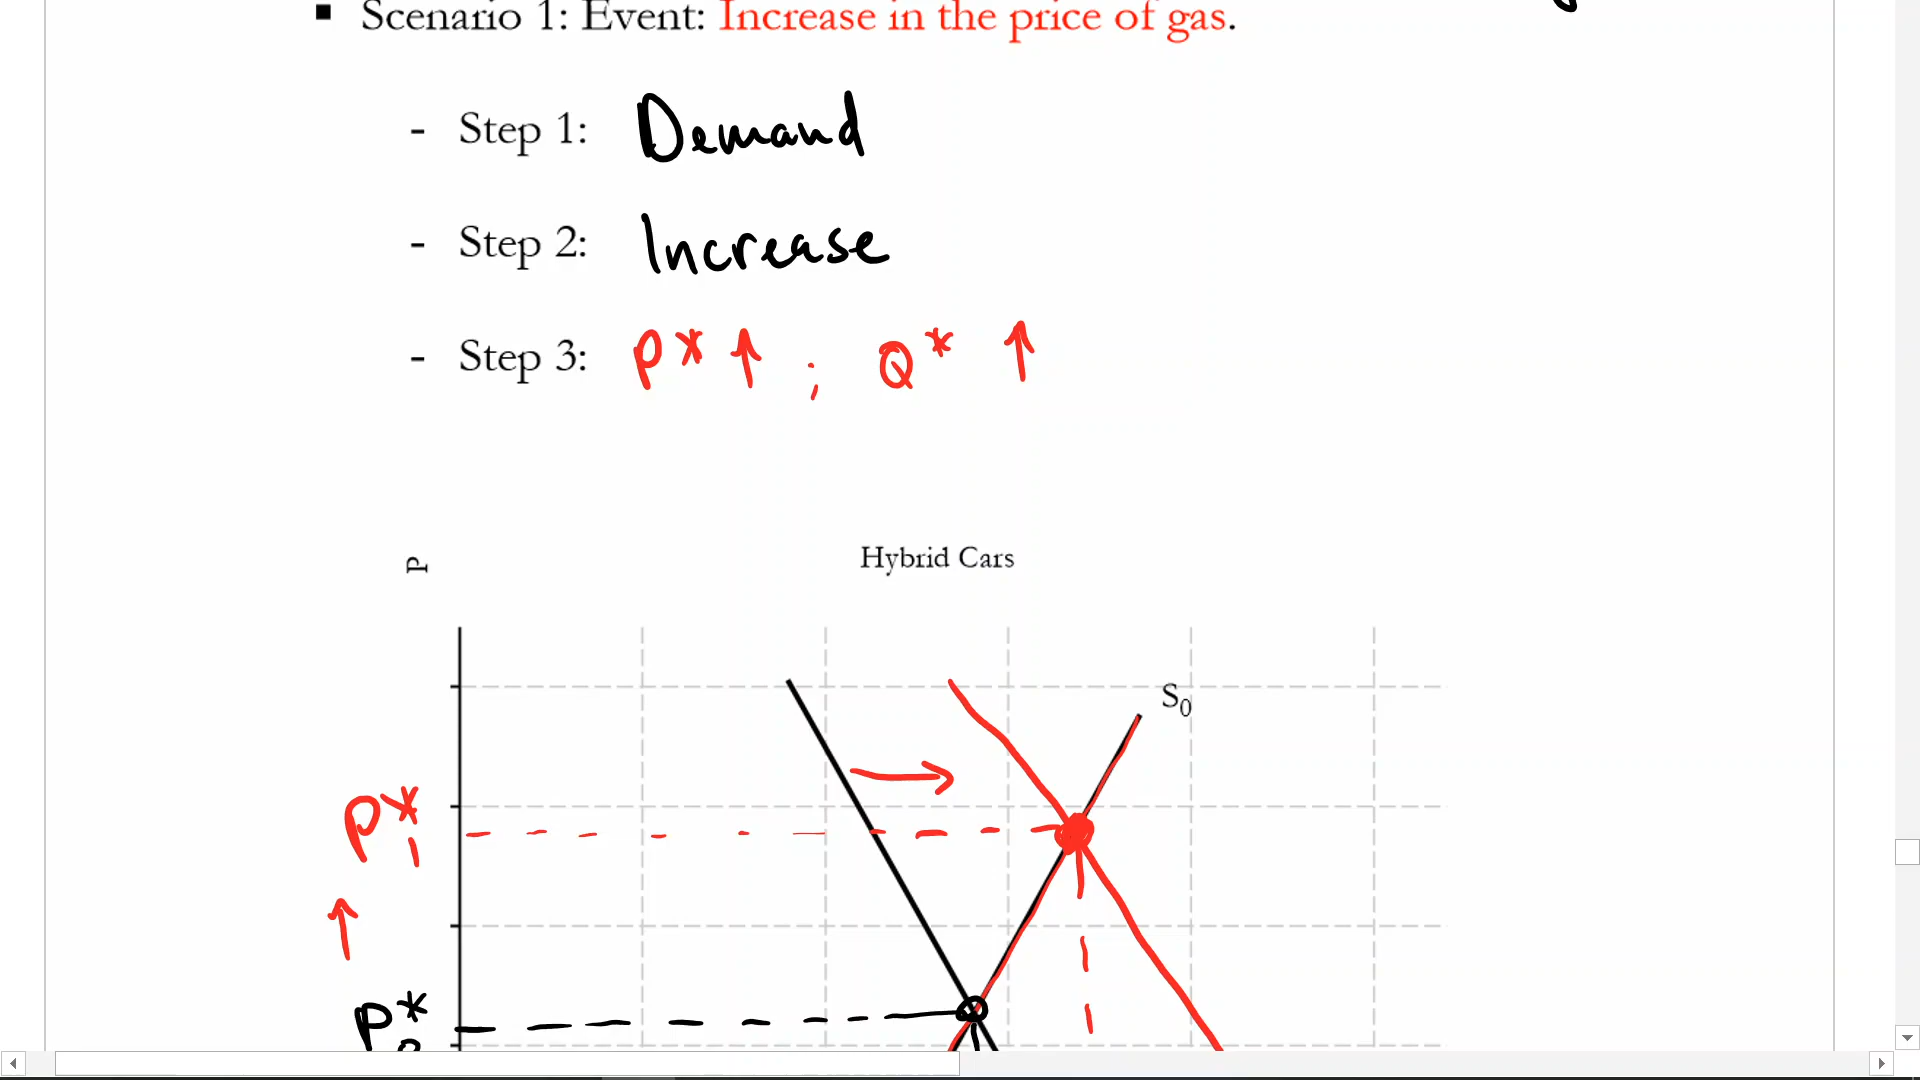 ▪ Scenario 1: Event: Increase in the price of gas.
- Step 1: Demand
- Step 2: Increase
- Step 3: P* ↑ ; Q* ↑
P
Hybrid Cars
S₀
P*₁
↑
P*₀